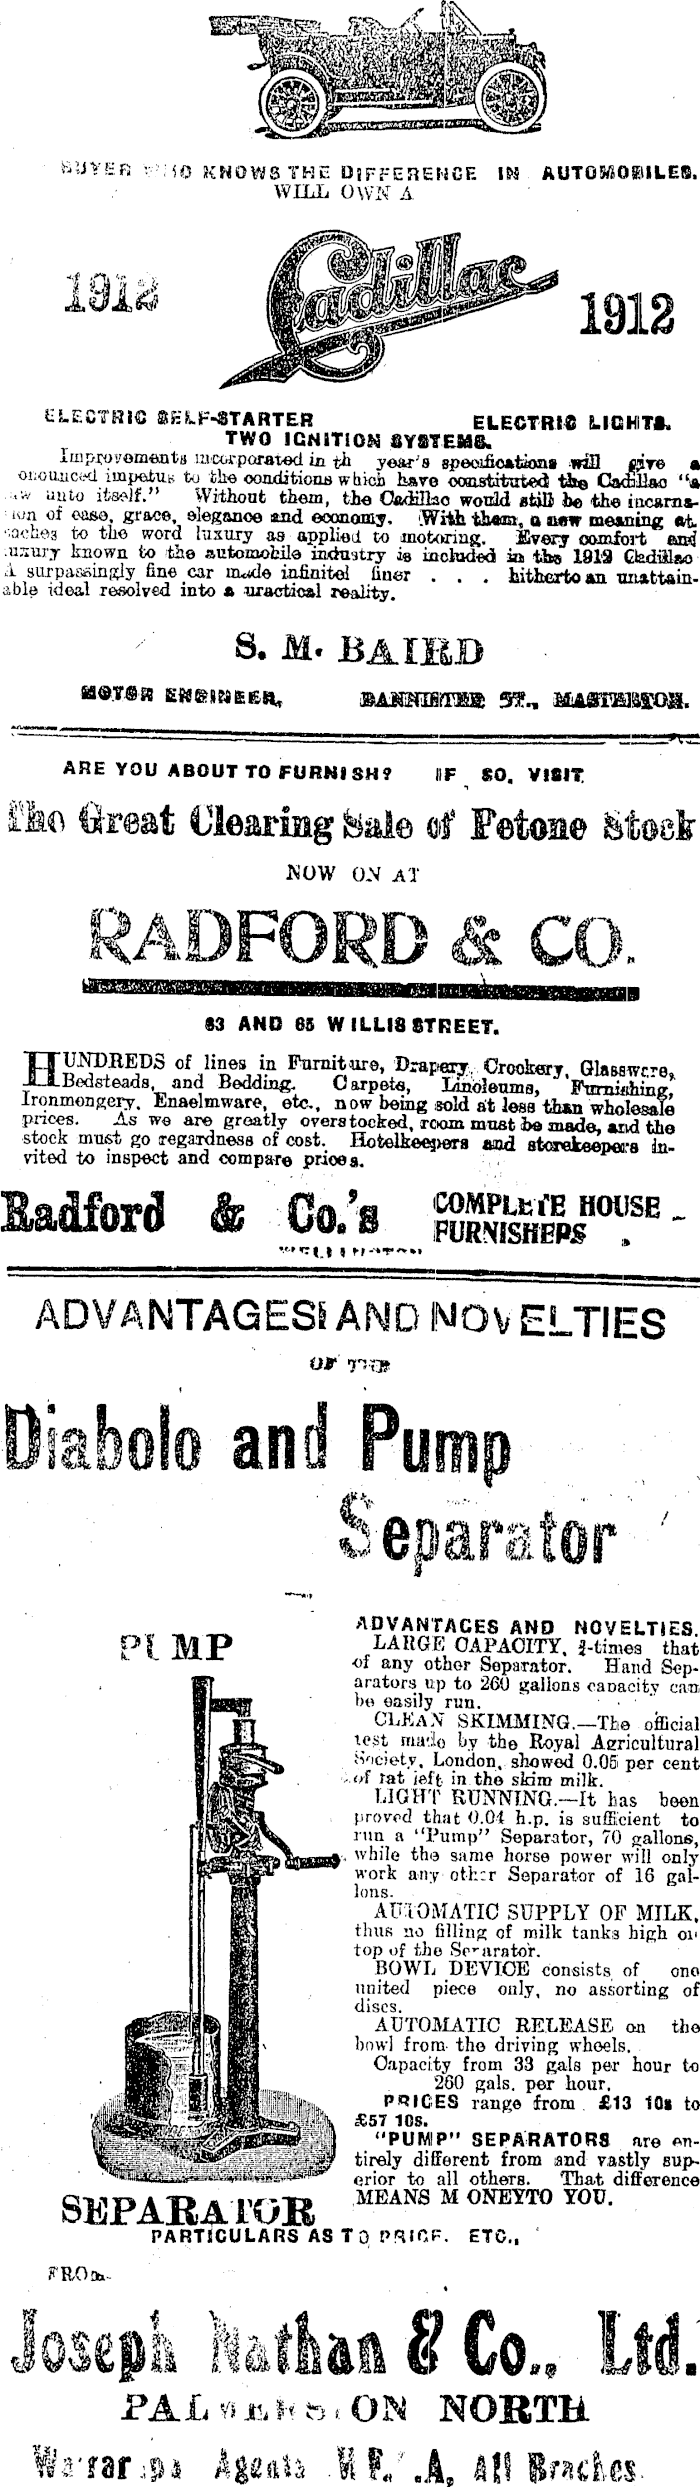 BUYER WHO KNOWS THE DIFFERENCE IN AUTOMOBILES.
WILL OWN A
1912 Cadillac 1912
ELECTRIC SELF-STARTER ELECTRIC LIGHTS.
TWO IGNITION SYSTEMS.
Improvements incorporated in th year's specifications will give a
onounced impetus to the conditions which have constituted the Cadillac "a
aw unto itself." Without them, the Cadillac would still be the incarna-
ion of ease, grace, elegance and economy. With them, a new meaning at-
taches to the word luxury as applied to motoring. Every comfort and
luxury known to the automobile industry is included in the 1912 Cadillac
A surpassingly fine car made infinitel finer . . . hitherto an unattain-
able ideal resolved into a practical reality.
S. M. BAIRD
MOTOR ENGINEER, BANNISTER ST., MASTERTON.
ARE YOU ABOUT TO FURNISH? IF SO, VISIT
The Great Clearing Sale of Petone Stock
NOW ON AT
RADFORD & CO.
63 AND 65 WILLIS STREET.
HUNDREDS of lines in Furniture, Drapery, Crookery, Glassware,
Bedsteads, and Bedding. Carpets, Linoleums, Furnishing,
Ironmongery, Enaelmware, etc., now being sold at less than wholesale
prices. As we are greatly overstocked, room must be made, and the
stock must go regardness of cost. Hotelkeepers and storekeepers in-
vited to inspect and compare prices.
Radford & Co.'s COMPLETE HOUSE
FURNISHERS
WELLINGTON
ADVANTAGES AND NOVELTIES
OF THE
Diabolo and Pump
Separator
PUMP
SEPARATOR
ADVANTAGES AND NOVELTIES.
LARGE CAPACITY, -times that
of any other Separator. Hand Sep-
arators up to 260 gallons capacity can
be easily run.
CLEAN SKIMMING.—The official
test made by the Royal Agricultural
Society, London, showed 0.05 per cent
of fat left in the skim milk.
LIGHT RUNNING.—It has been
proved that 0.04 h.p. is sufficient to
run a "Pump" Separator, 70 gallons,
while the same horse power will only
work any other Separator of 16 gal-
lons.
AUTOMATIC SUPPLY OF MILK,
thus no filling of milk tanks high on
top of the Separator.
BOWL DEVICE consists of one
united piece only, no assorting of
discs.
AUTOMATIC RELEASE on the
bowl from the driving wheels.
Capacity from 33 gals per hour to
260 gals. per hour.
PRICES range from £13 10s to
£57 10s.
"PUMP" SEPARATORS are en-
tirely different from and vastly sup-
erior to all others. That difference
MEANS M ONEYTO YOU.
PARTICULARS AS TO PRICE, ETC.,
FROM
Joseph Nathan & Co., Ltd.
PALMERSTON NORTH
Wa rar pa Agents All Braches.